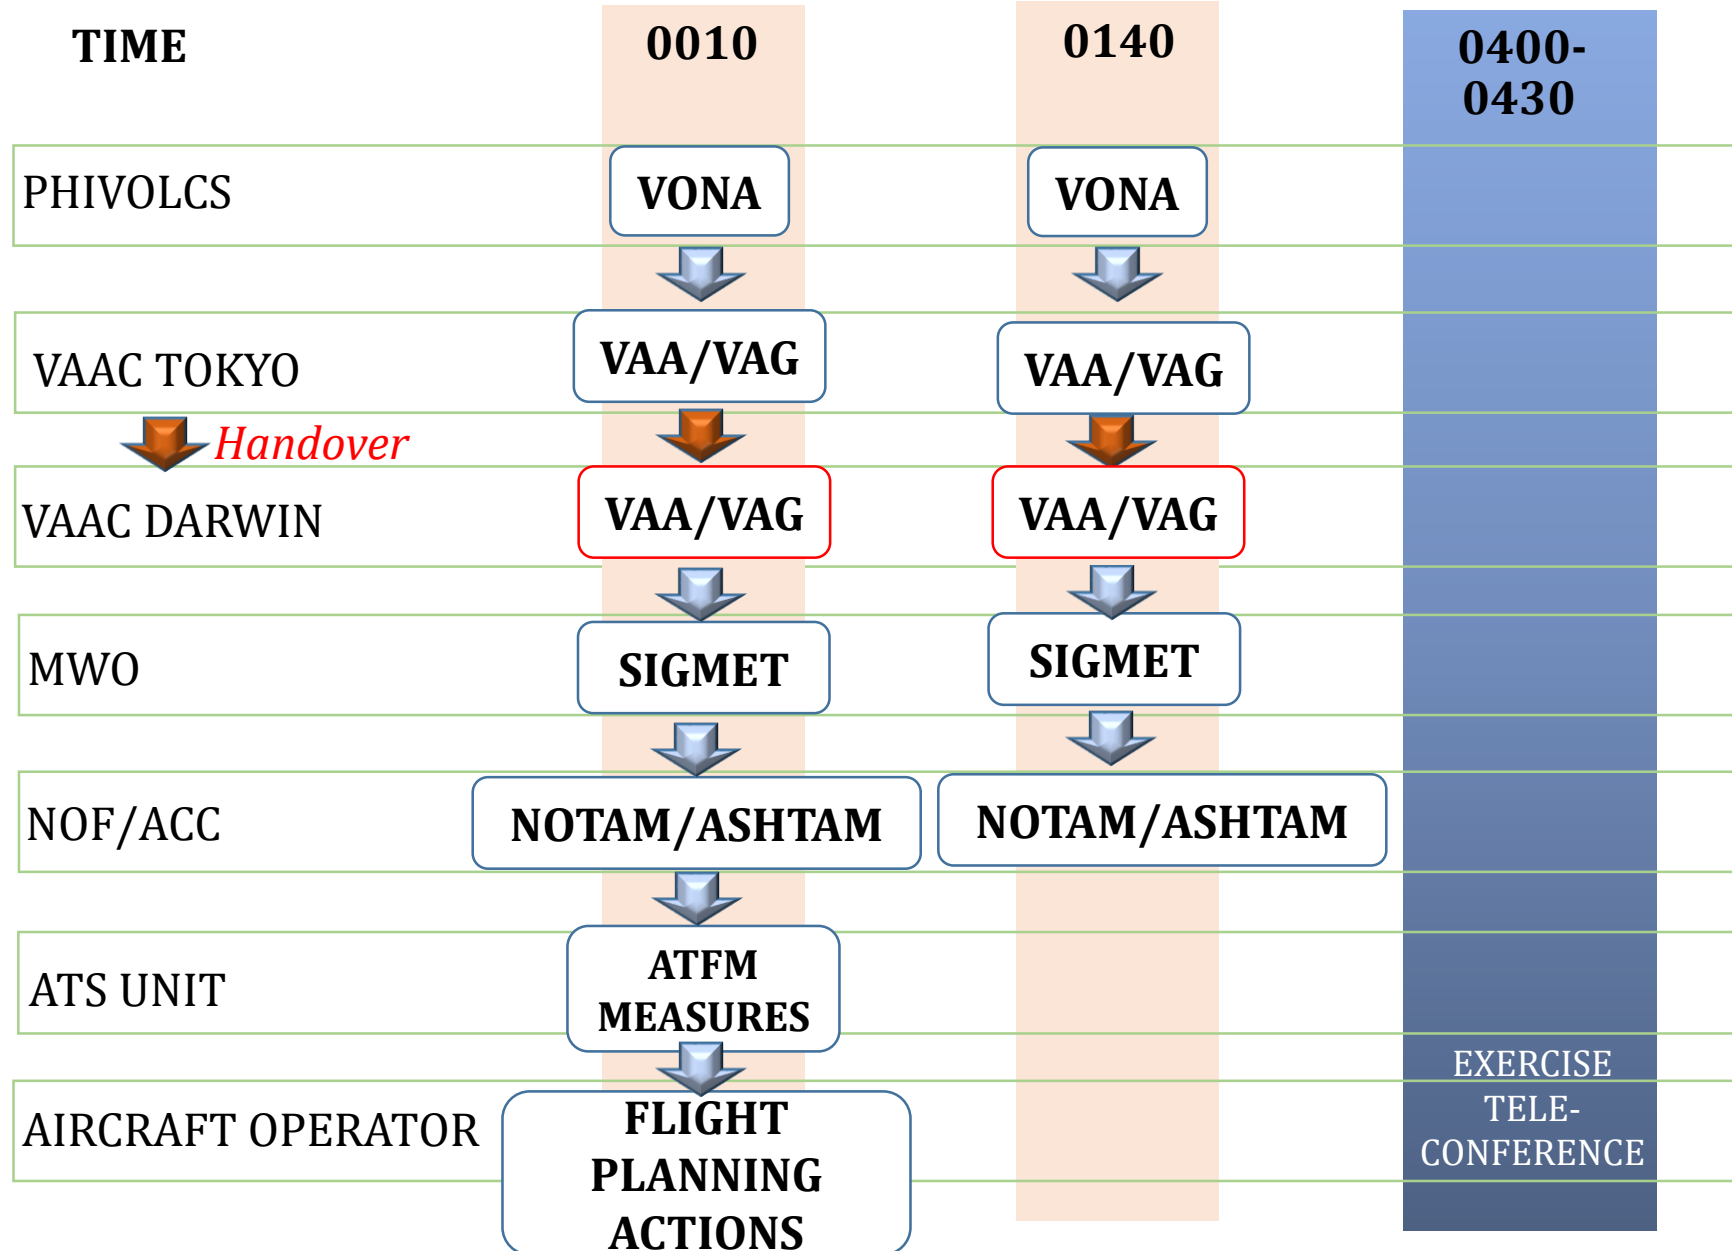 TIME
0010
0140
0400-
0430
PHIVOLCS
VONA
VONA
VAAC TOKYO
VAA/VAG
VAA/VAG
Handover
VAAC DARWIN
VAA/VAG
VAA/VAG
MWO
SIGMET
SIGMET
NOF/ACC
NOTAM/ASHTAM
NOTAM/ASHTAM
ATS UNIT
ATFM
MEASURES
AIRCRAFT OPERATOR
FLIGHT
PLANNING
ACTIONS
EXERCISE
TELE-
CONFERENCE